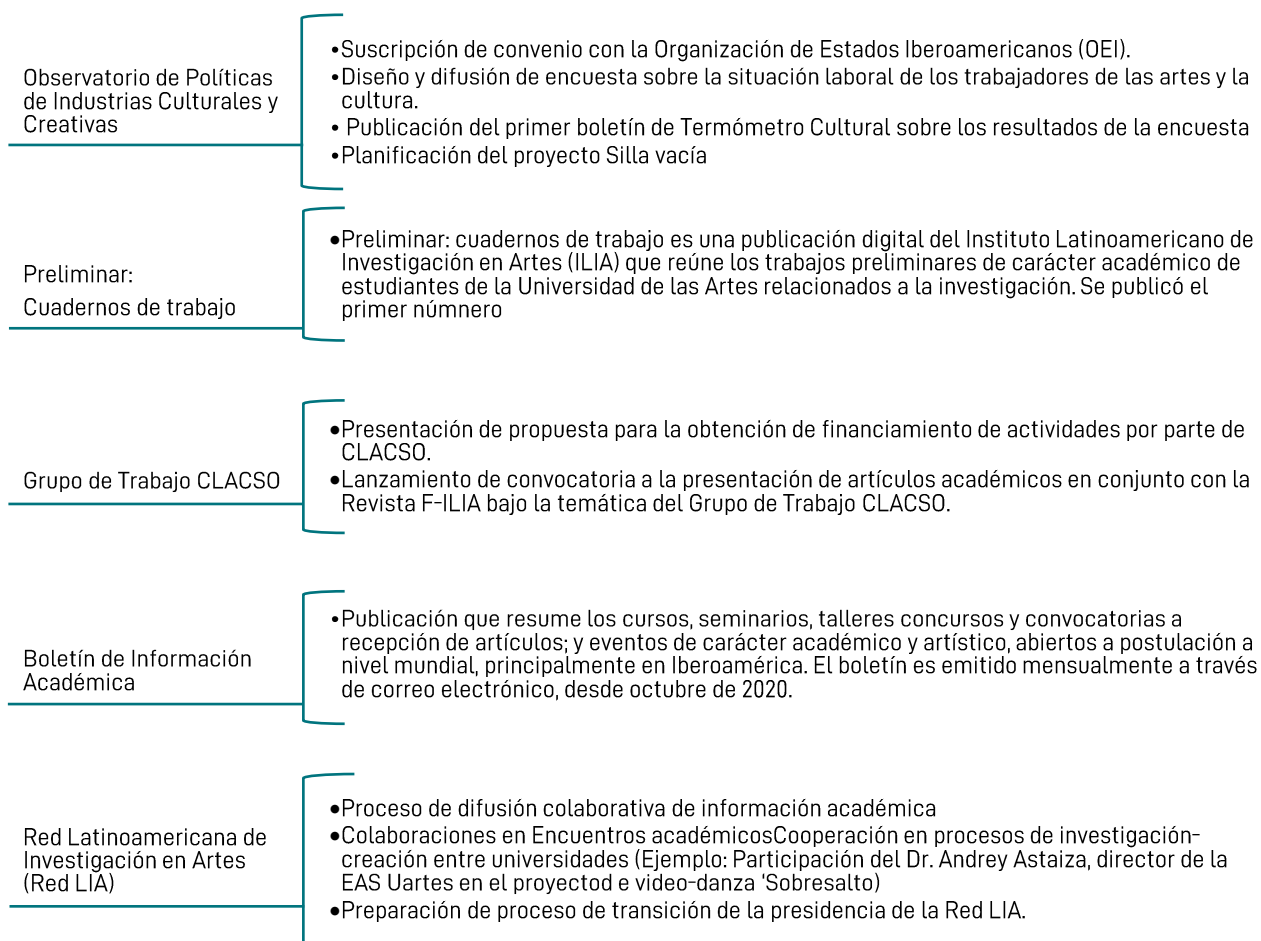 Observatorio de Políticas
de Industrias Culturales y
Creativas
•Suscripción de convenio con la Organización de Estados Iberoamericanos (OEI).
•Diseño y difusión de encuesta sobre la situación laboral de los trabajadores de las artes y la
cultura.
• Publicación del primer boletín de Termómetro Cultural sobre los resultados de la encuesta
•Planificación del proyecto Silla vacía
Preliminar:
Cuadernos de trabajo
•Preliminar: cuadernos de trabajo es una publicación digital del Instituto Latinoamericano de
Investigación en Artes (ILIA) que reúne los trabajos preliminares de carácter académico de
estudiantes de la Universidad de las Artes relacionados a la investigación. Se publicó el
primer númnero
Grupo de Trabajo CLACSO
•Presentación de propuesta para la obtención de financiamiento de actividades por parte de
CLACSO.
•Lanzamiento de convocatoria a la presentación de artículos académicos en conjunto con la
Revista F-ILIA bajo la temática del Grupo de Trabajo CLACSO.
Boletín de Información
Académica
•Publicación que resume los cursos, seminarios, talleres concursos y convocatorias a
recepción de artículos; y eventos de carácter académico y artístico, abiertos a postulación a
nivel mundial, principalmente en Iberoamérica. El boletín es emitido mensualmente a través
de correo electrónico, desde octubre de 2020.
Red Latinoamericana de
Investigación en Artes
(Red LIA)
•Proceso de difusión colaborativa de información académica
•Colaboraciones en Encuentros académicosCooperación en procesos de investigación-
creación entre universidades (Ejemplo: Participación del Dr. Andrey Astaiza, director de la
EAS Uartes en el proyectod e video-danza ‘Sobresalto)
•Preparación de proceso de transición de la presidencia de la Red LIA.